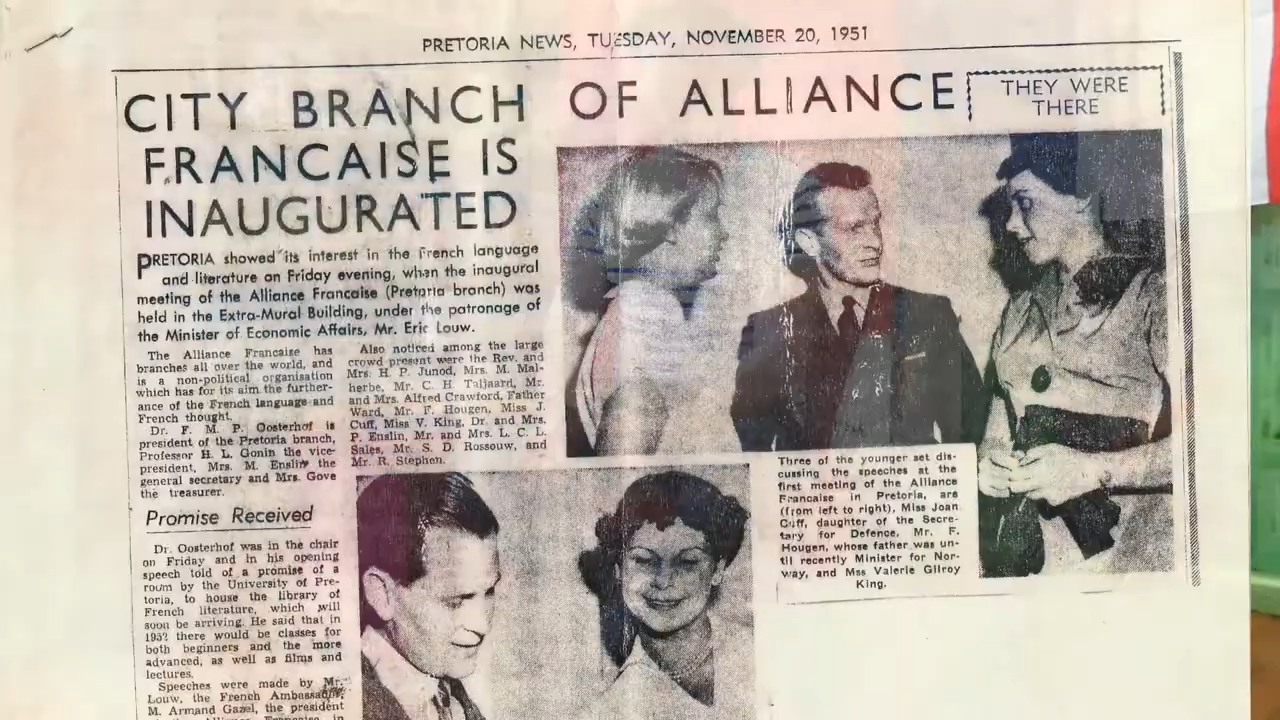 PRETORIA NEWS, TUESDAY, NOVEMBER 20, 1951
CITY BRANCH OF ALLIANCE
FRANCAISE IS
INAUGURATED
THEY WERE
THERE
PRETORIA showed its interest in the French language
and literature on Friday evening, when the inaugural
meeting of the Alliance Francaise (Pretoria branch) was
held in the Extra-Mural Building, under the patronage of
the Minister of Economic Affairs, Mr. Eric Louw.
The Alliance Francaise has
branches all over the world, and
is a non-political organisation
which has for its aim the further-
ance of the French language and
French thought.
Dr. F. M. P. Oosterhof is
president of the Pretoria branch,
Professor H. L. Gonin the vice-
president, Mrs. M. Enslin the
general secretary and Mrs. Gove
the treasurer.
Promise Received
Dr. Oosterhof was in the chair
on Friday and in his opening
speech told of a promise of a
room by the University of Pre-
toria, to house the library of
French literature, which will
soon be arriving. He said that in
1952 there would be classes for
both beginners and the more
advanced, as well as films and
lectures.
Speeches were made by Mr.
Louw, the French Ambassador,
M. Armand Gazel, the president
Also noticed among the large
crowd present were the Rev. and
Mrs. H. P. Junod, Mrs. M. Mal-
herbe, Mr. C. H. Taljaard, Mr.
and Mrs. Alfred Crawford, Father
Ward, Mr. F. Hougen, Miss J.
Cuff, Miss V. King, Dr. and Mrs.
P. Enslin, Mr. and Mrs. L. C. L.
Sales, Mr. S. D. Rossouw, and
Mr. R. Stephen.
Three of the younger set dis-
cussing the speeches at the
first meeting of the Alliance
Francaise in Pretoria, are
(from left to right), Miss Joan
Cuff, daughter of the Secre-
tary for Defence, Mr. F.
Hougen, whose father was un-
til recently Minister for Nor-
way, and Mss Valerie Gilroy
King.